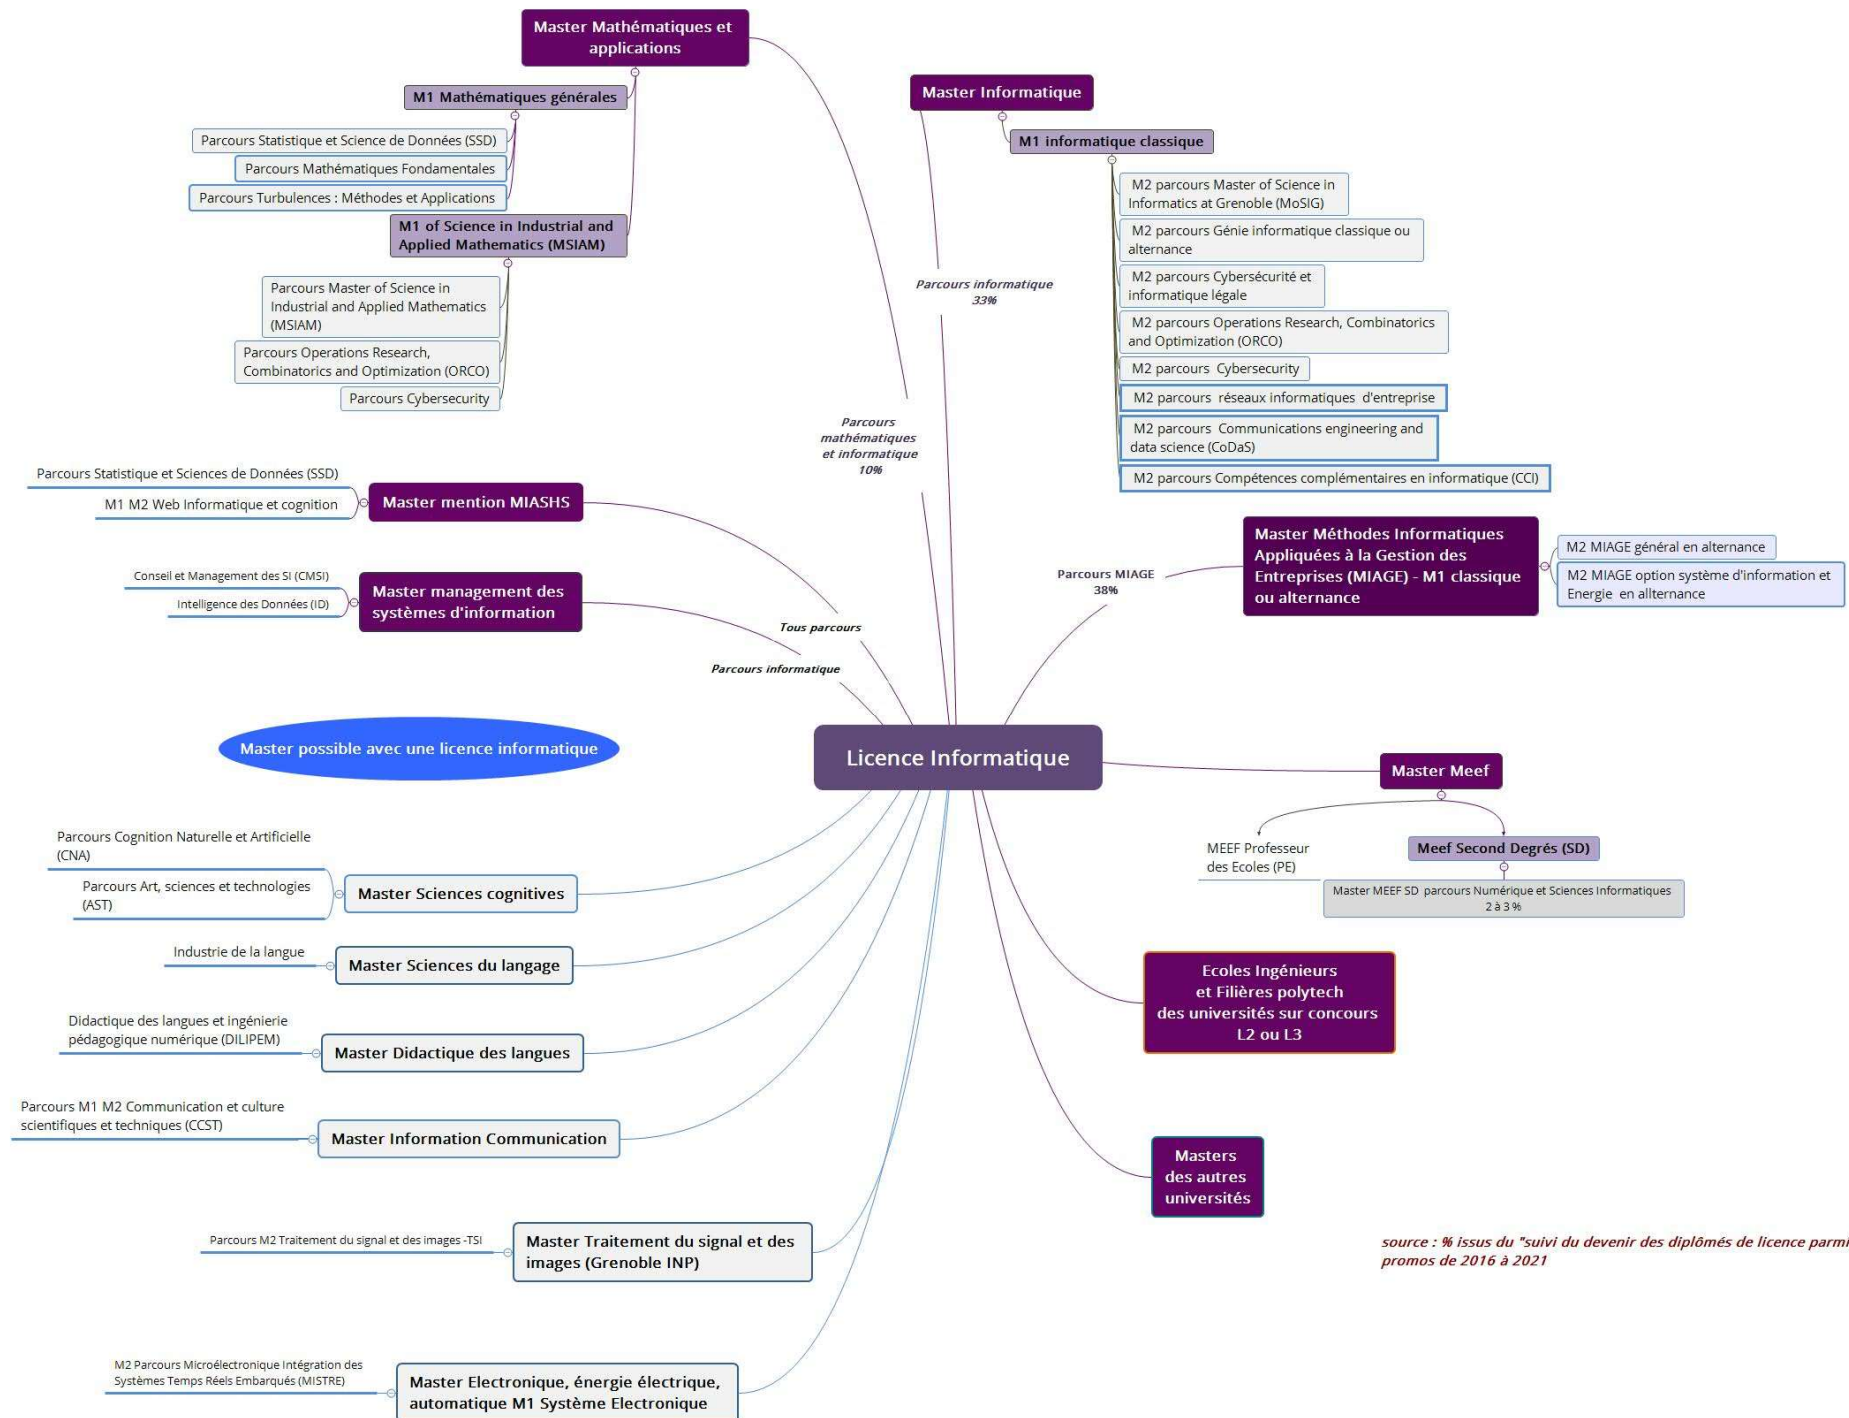 Master Mathématiques et
applications
M1 Mathématiques générales
Parcours Statistique et Science de Données (SSD)
Parcours Mathématiques Fondamentales
Parcours Turbulences : Méthodes et Applications
M1 of Science in Industrial and
Applied Mathematics (MSIAM)
Parcours Master of Science in
Industrial and Applied Mathematics
(MSIAM)
Parcours Operations Research,
Combinatorics and Optimization (ORCO)
Parcours Cybersecurity
Parcours
mathématiques
et informatique
10%
Master Informatique
M1 informatique classique
M2 parcours Master of Science in
Informatics at Grenoble (MoSIG)
M2 parcours Génie informatique classique ou
alternance
M2 parcours Cybersécurité et
informatique légale
M2 parcours Operations Research, Combinatorics
and Optimization (ORCO)
M2 parcours Cybersecurity
M2 parcours réseaux informatiques d'entreprise
M2 parcours Communications engineering and
data science (CoDaS)
M2 parcours Compétences complémentaires en informatique (CCI)
Parcours informatique
33%
Parcours Statistique et Sciences de Données (SSD)
M1 M2 Web Informatique et cognition
Master mention MIASHS
Tous parcours
Conseil et Management des SI (CMSI)
Intelligence des Données (ID)
Master management des
systèmes d'information
Parcours informatique
Parcours MIAGE
38%
Master Méthodes Informatiques
Appliquées à la Gestion des
Entreprises (MIAGE) - M1 classique
ou alternance
M2 MIAGE général en alternance
M2 MIAGE option système d'information et
Energie en allternance
Master possible avec une licence informatique
Licence Informatique
Master Meef
MEEF Professeur
des Ecoles (PE)
Meef Second Degrés (SD)
Master MEEF SD parcours Numérique et Sciences Informatiques
2 à 3 %
Parcours Cognition Naturelle et Artificielle
(CNA)
Parcours Art, sciences et technologies
(AST)
Master Sciences cognitives
Industrie de la langue
Master Sciences du langage
Didactique des langues et ingénierie
pédagogique numérique (DILIPEM)
Master Didactique des langues
Parcours M1 M2 Communication et culture
scientifiques et techniques (CCST)
Master Information Communication
Parcours M2 Traitement du signal et des images -TSI
Master Traitement du signal et des
images (Grenoble INP)
M2 Parcours Microélectronique Intégration des
Systèmes Temps Réels Embarqués (MISTRE)
Master Electronique, énergie électrique,
automatique M1 Système Electronique
Ecoles Ingénieurs
et Filières polytech
des universités sur concours
L2 ou L3
Masters
des autres
universités
source : % issus du "suivi du devenir des diplômés de licence parmi
promos de 2016 à 2021